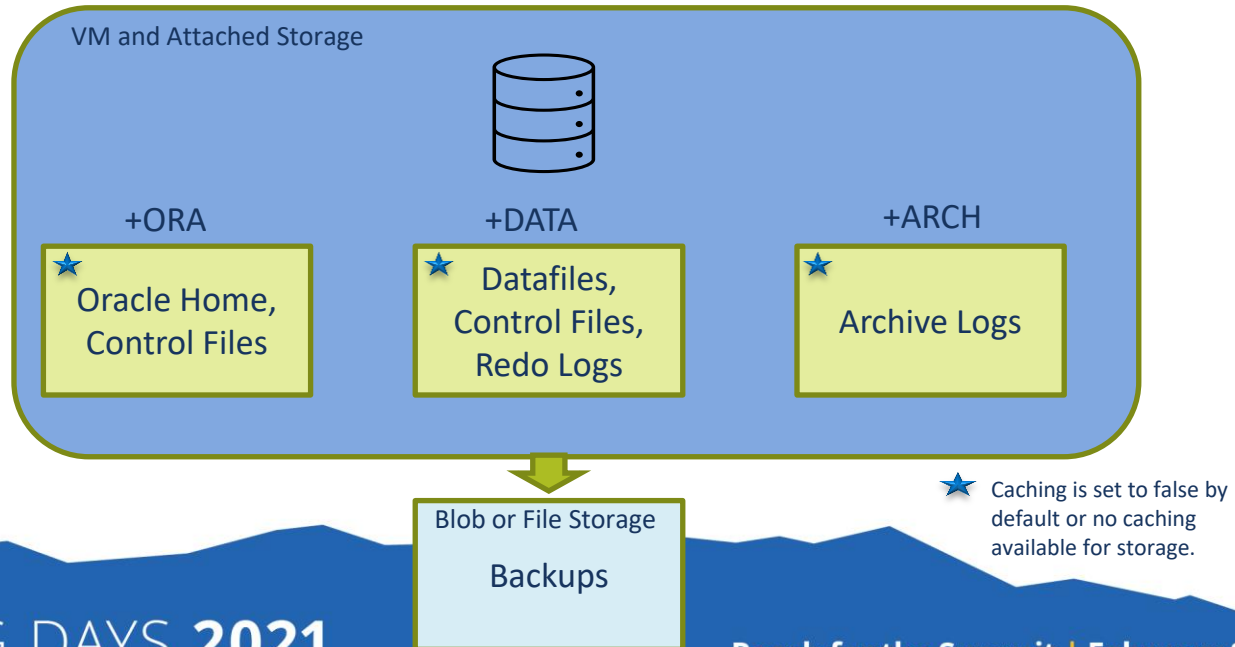 VM and Attached Storage
+ORA
+DATA
+ARCH
Oracle Home,
Control Files
Datafiles,
Control Files,
Redo Logs
Archive Logs
Caching is set to false by
default or no caching
available for storage.
Blob or File Storage
Backups
DAYS 2021